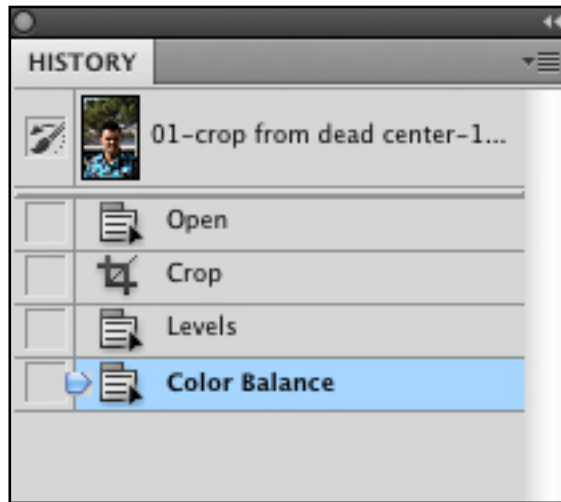 HISTORY
01-crop from dead center-1...
Open
Crop
Levels
Color Balance